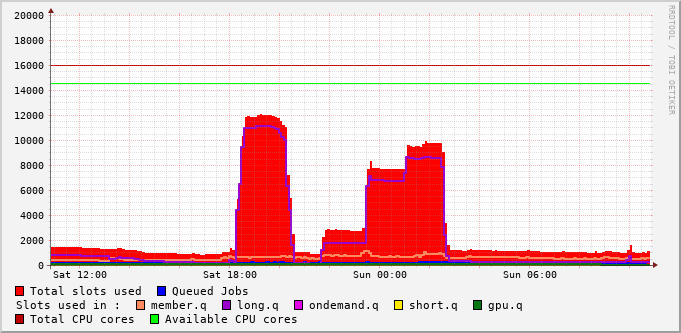 20000
18000
16000
14000
12000
10000
8000
6000
4000
2000
0
Sat 12:00 Sat 18:00 Sun 00:00 Sun 06:00
RRDTOOL / TOBI OETIKER
Total slots used Queued Jobs
Slots used in : member.q long.q ondemand.q short.q gpu.q
Total CPU cores Available CPU cores